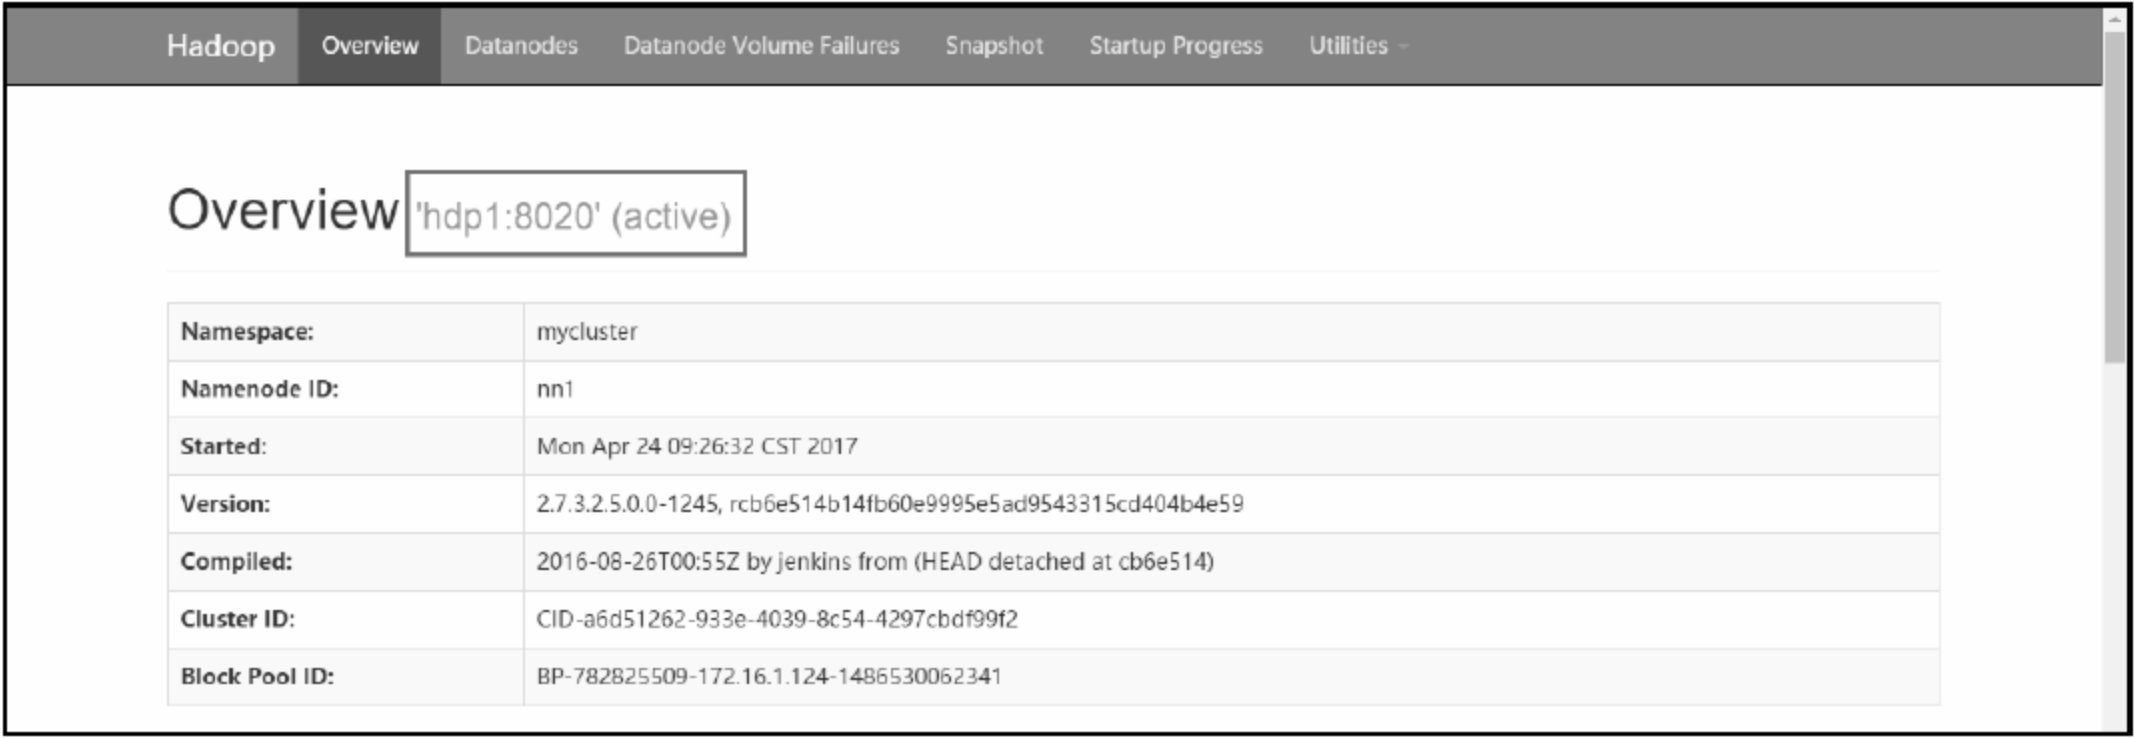 Hadoop Overview Datanodes Datanode Volume Failures Snapshot Startup Progress Utilities
Overview 'hdp1:8020' (active)
Namespace: mycluster
Namenode ID: nn1
Started: Mon Apr 24 09:26:32 CST 2017
Version: 2.7.3.2.5.0.0-1245, rcb6e514b14fb60e9995e5ad9543315cd404b4e59
Compiled: 2016-08-26T00:55Z by jenkins from (HEAD detached at cb6e514)
Cluster ID: CID-a6d51262-933e-4039-8c54-4297cbdf99f2
Block Pool ID: BP-782825509-172.16.1.124-1486530062341